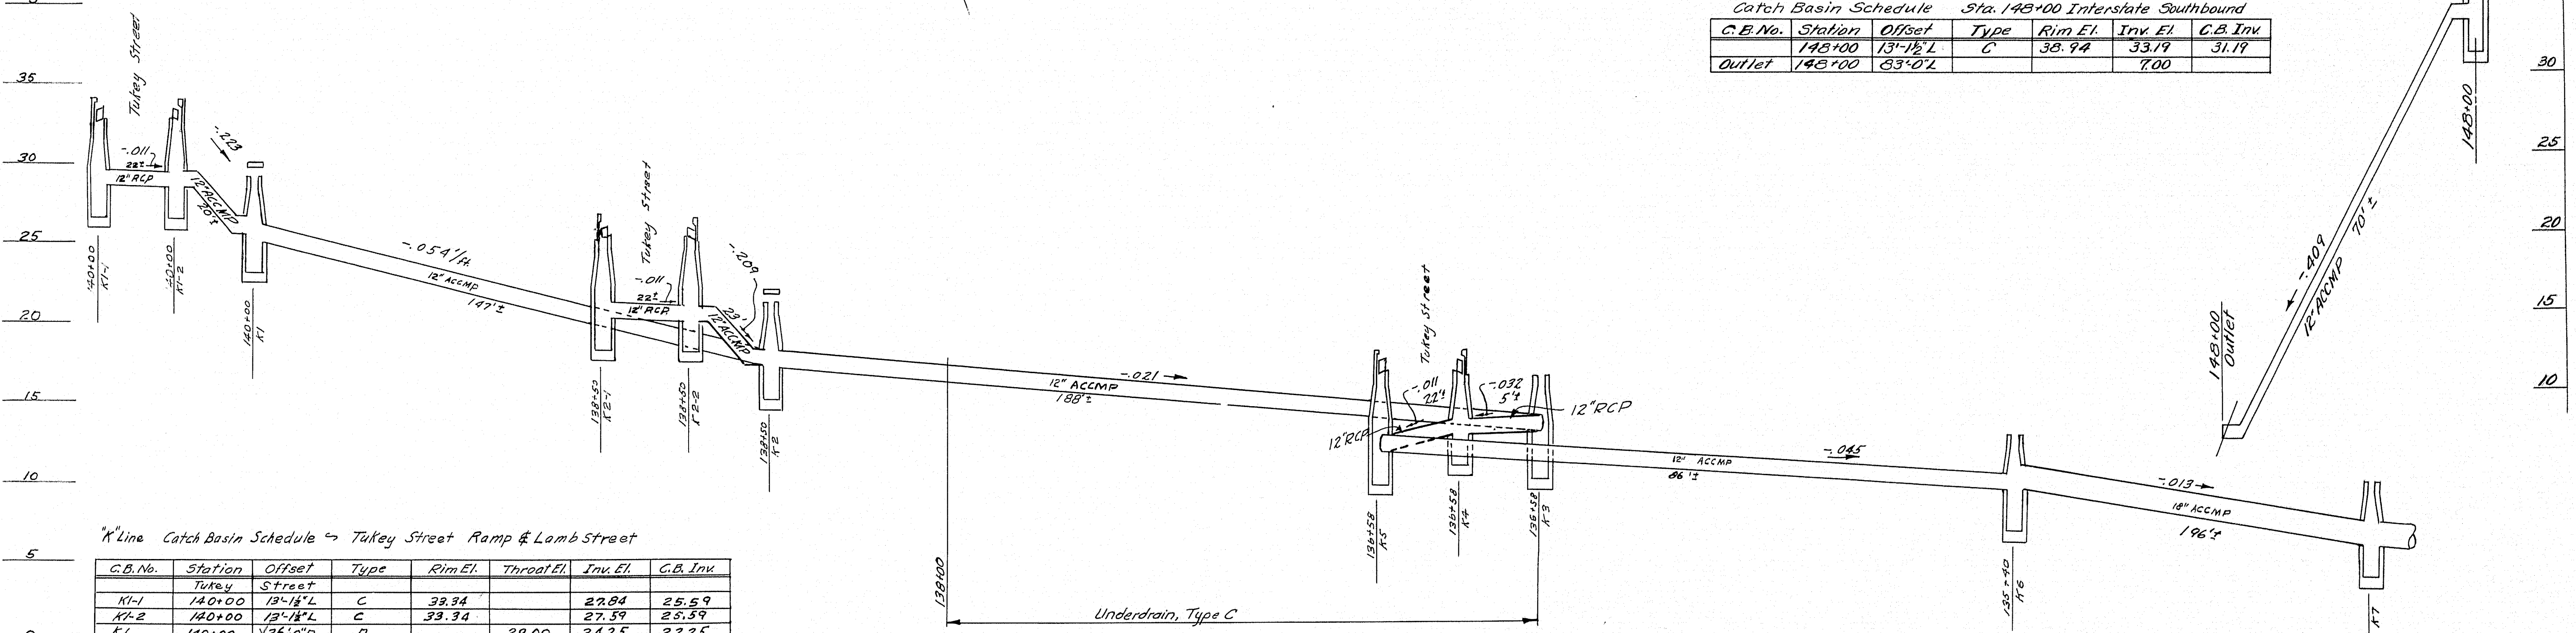 Catch Basin Schedule Sta. 148+00 Interstate Southbound
C.B. No. Station Offset Type Rim El. Inv. El. C.B. Inv.
148+00 13'-1½"L C 38.94 33.19 31.19
Outlet 148+00 83'-0"L 7.00
35
30
25
20
15
10
5
30
25
20
15
10
Tukey Street
-.011
22'±
12" RCP
-.223
12" ACCMP
20'±
140+00
K1-1
140+00
K1-2
140+00
K1
-.054'/ft.
12" ACCMP
147'±
Tukey Street
-.011
22'±
12" RCP
-.209
23'
12" ACCMP
138+50
K2-1
138+50
K2-2
138+50
K2
-.021
12" ACCMP
188'±
138+00
Underdrain, Type C
Tukey Street
-.011
22'±
-.032
5'±
12" RCP
12" RCP
136+58
K5
136+58
K4
136+58
K3
-.045
12" ACCMP
86'±
135+40
K6
-.013
18" ACCMP
196'±
K7
148+00
Outlet
-.409
12" ACCMP
70'±
148+00
"K" Line Catch Basin Schedule ~ Tukey Street Ramp & Lamb Street
C.B. No. Station Offset Type Rim El. Throat El. Inv. El. C.B. Inv.
Tukey Street
K1-1 140+00 13'-1½"L C 33.34 27.84 25.59
K1-2 140+00 13'-1½"L C 33.34 27.59 25.59